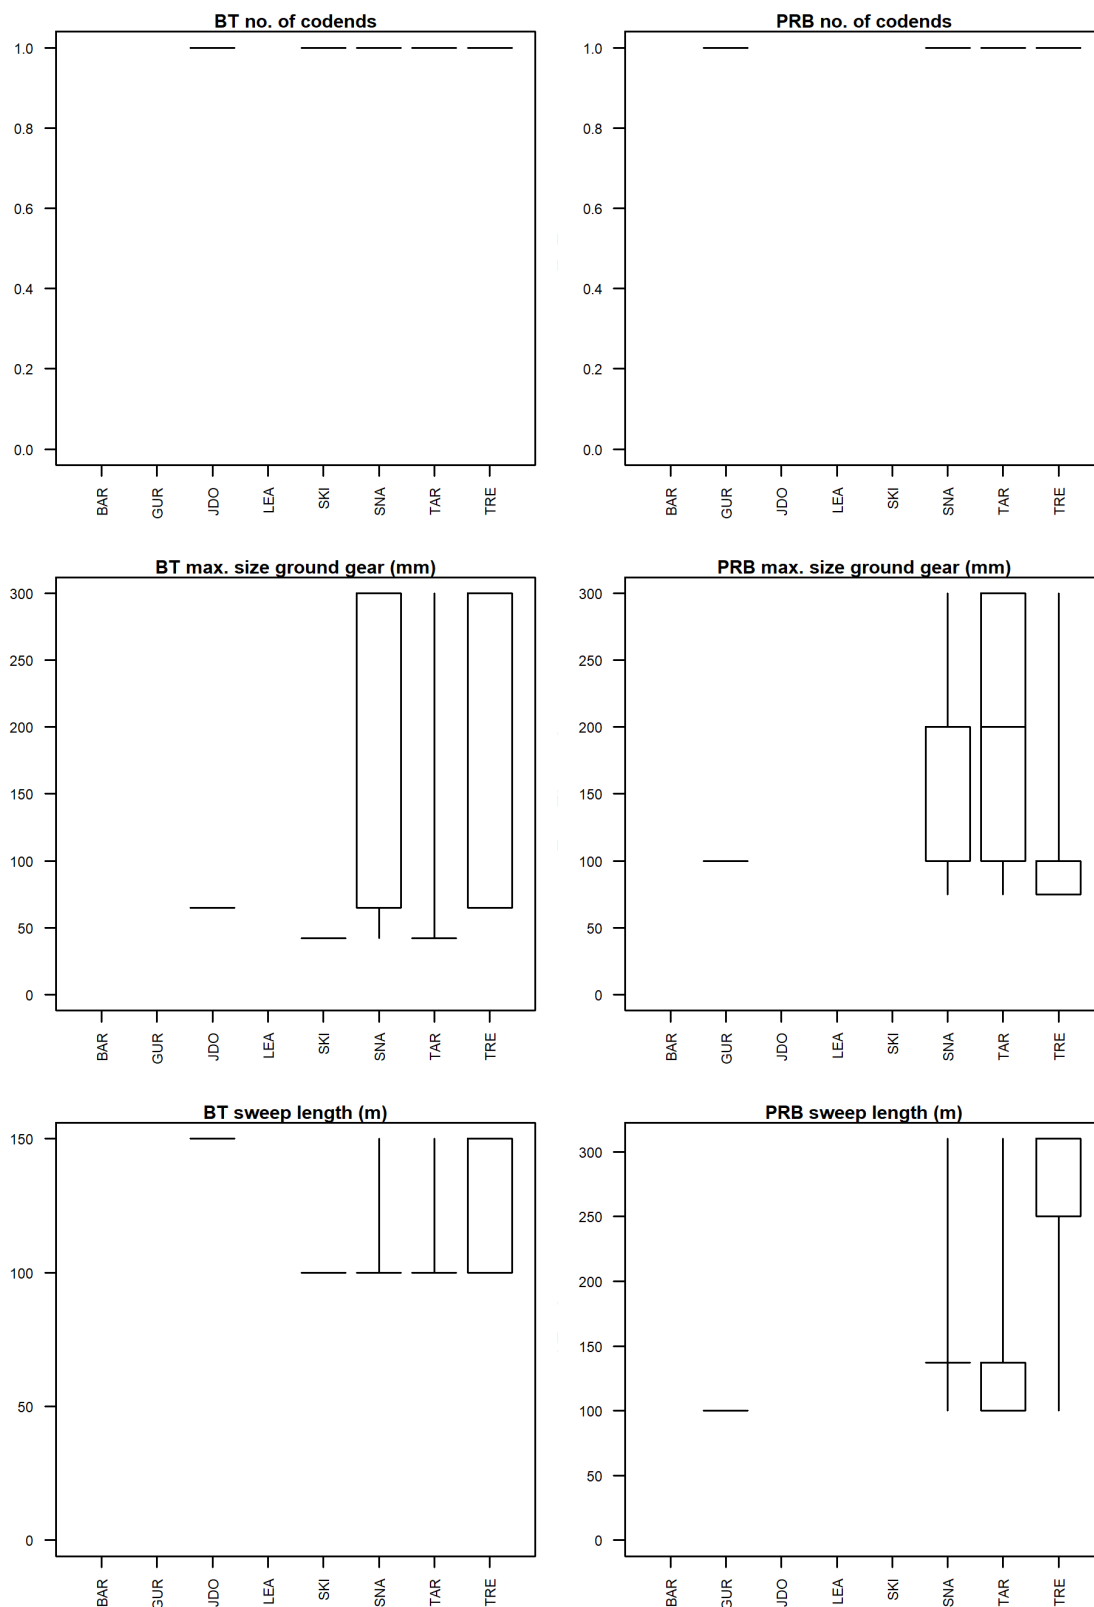 BT no. of codends
1.0
0.8
0.6
0.4
0.2
0.0
BAR
GUR
JDO
LEA
SKI
SNA
TAR
TRE
PRB no. of codends
1.0
0.8
0.6
0.4
0.2
0.0
BAR
GUR
JDO
LEA
SKI
SNA
TAR
TRE
BT max. size ground gear (mm)
300
250
200
150
100
50
0
BAR
GUR
JDO
LEA
SKI
SNA
TAR
TRE
PRB max. size ground gear (mm)
300
250
200
150
100
50
0
BAR
GUR
JDO
LEA
SKI
SNA
TAR
TRE
BT sweep length (m)
150
100
50
0
BAR
GUR
JDO
LEA
SKI
SNA
TAR
TRE
PRB sweep length (m)
300
250
200
150
100
50
0
BAR
GUR
JDO
LEA
SKI
SNA
TAR
TRE